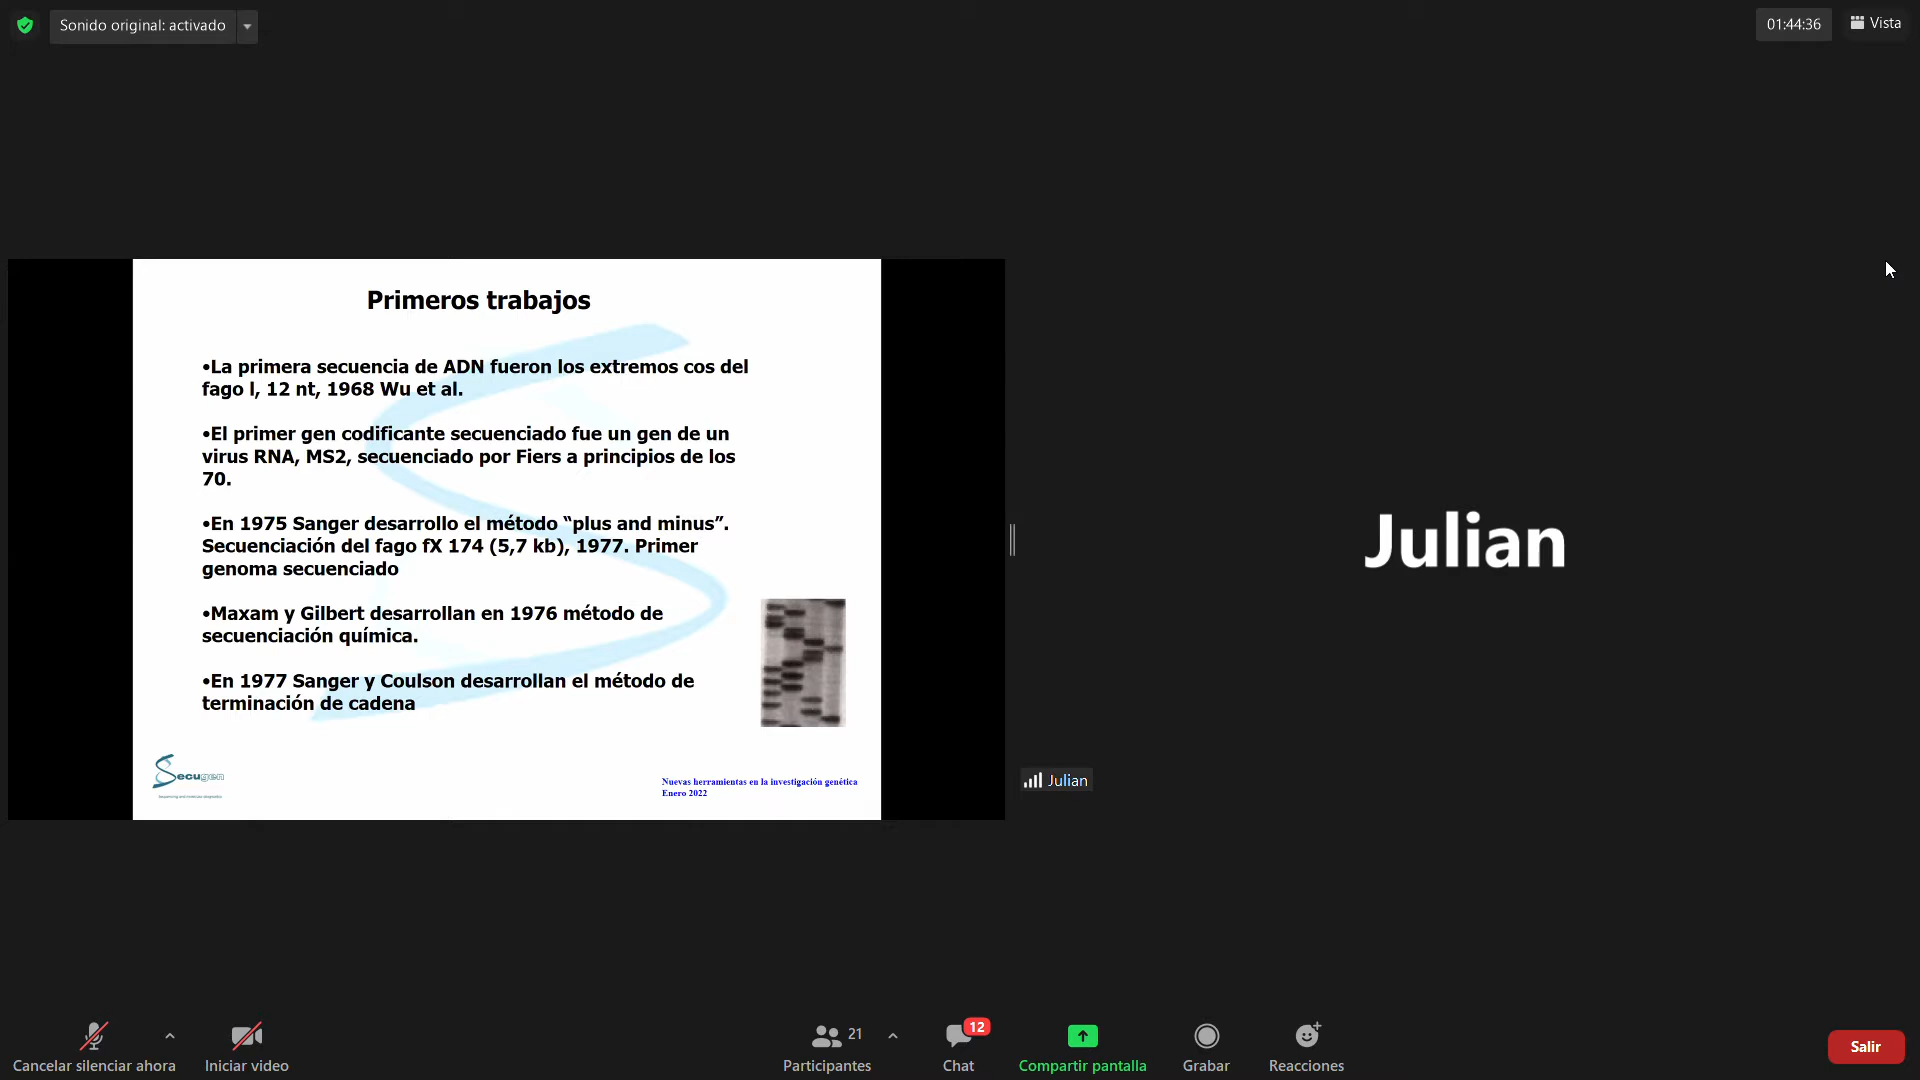 Sonido original: activado
01:44:36
Vista
Primeros trabajos
•La primera secuencia de ADN fueron los extremos cos del
fago l, 12 nt, 1968 Wu et al.
•El primer gen codificante secuenciado fue un gen de un
virus RNA, MS2, secuenciado por Fiers a principios de los
70.
•En 1975 Sanger desarrollo el método “plus and minus”.
Secuenciación del fago fX 174 (5,7 kb), 1977. Primer
genoma secuenciado
•Maxam y Gilbert desarrollan en 1976 método de
secuenciación química.
•En 1977 Sanger y Coulson desarrollan el método de
terminación de cadena
Secugen
Nuevas herramientas en la investigación genética
Enero 2022
Julian
Julian
Cancelar silenciar ahora
Iniciar video
21
Participantes
12
Chat
Compartir pantalla
Grabar
Reacciones
Salir